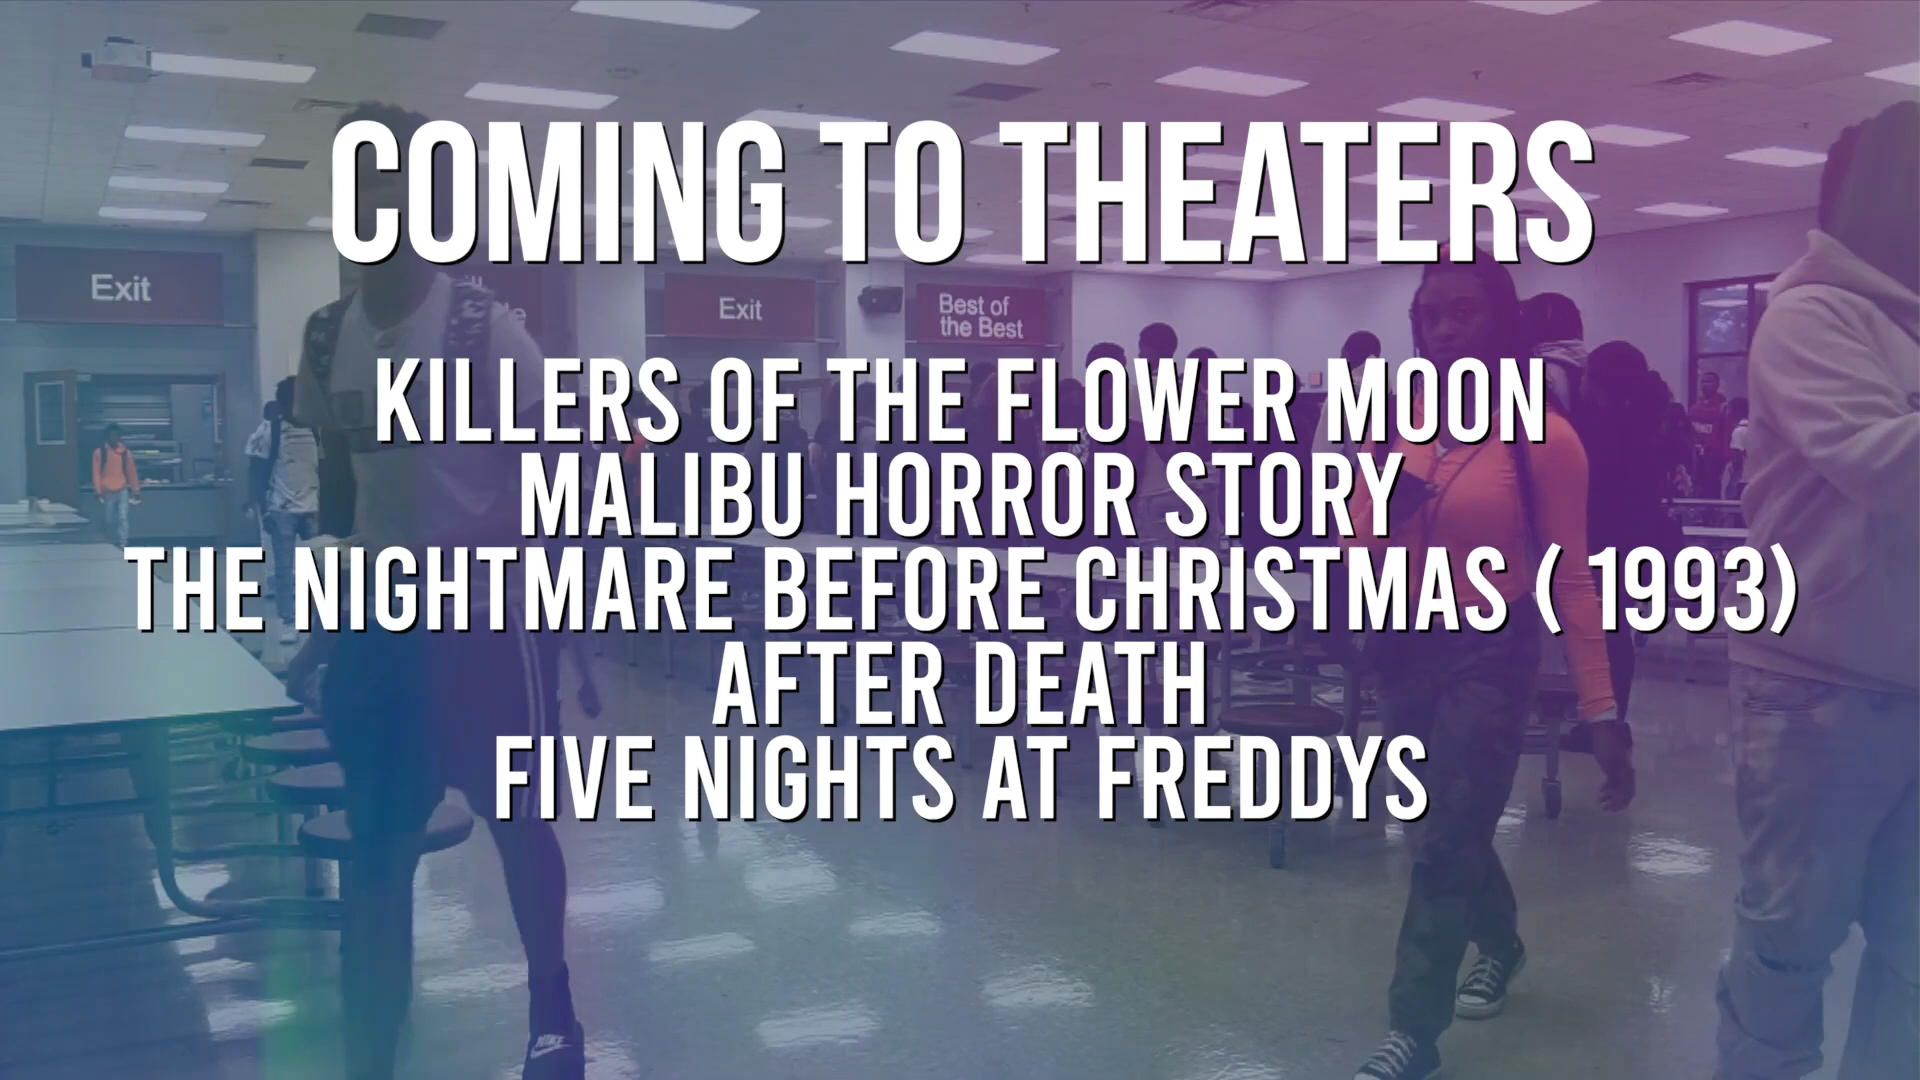 COMING TO THEATERS
Exit
Exit
Best of
the Best
KILLERS OF THE FLOWER MOON
MALIBU HORROR STORY
THE NIGHTMARE BEFORE CHRISTMAS ( 1993)
AFTER DEATH
FIVE NIGHTS AT FREDDYS
NIKE